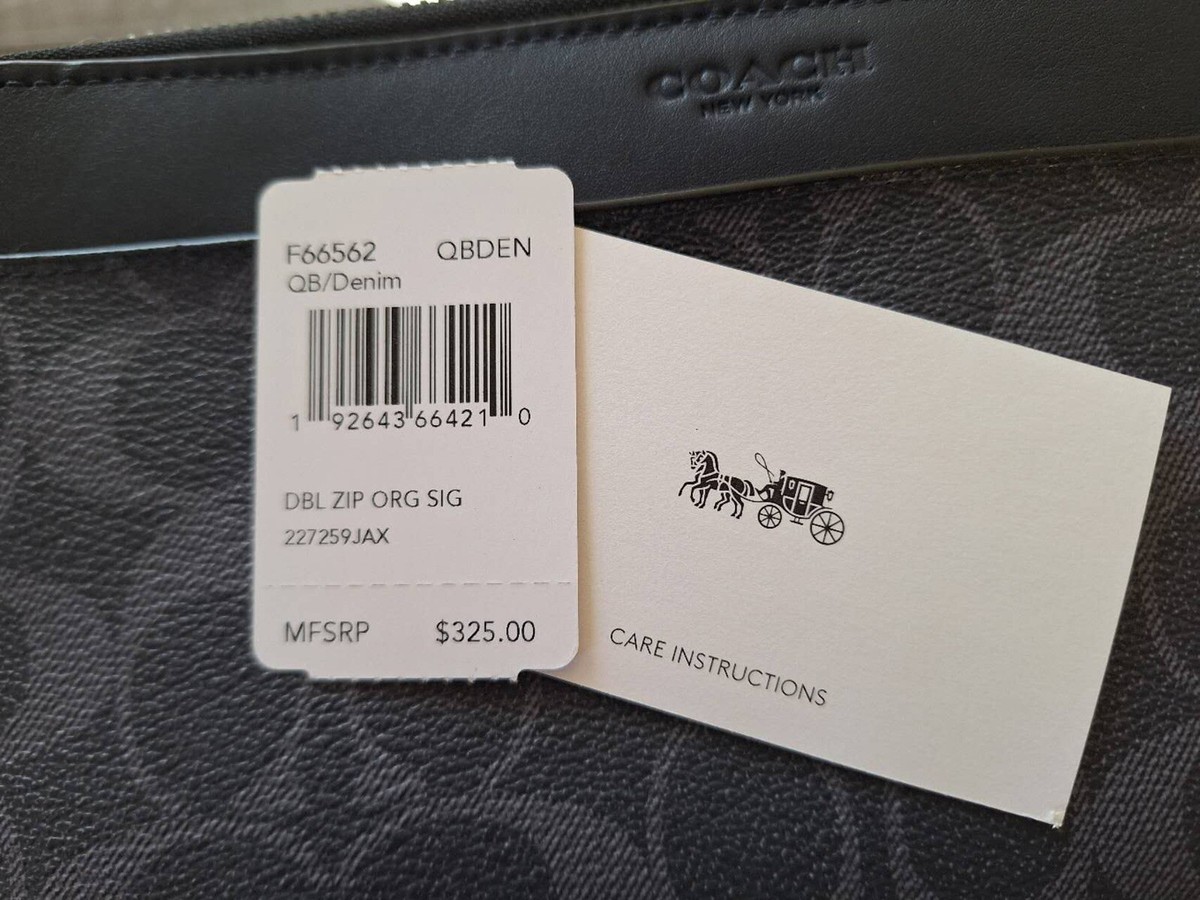 COACH
NEW YORK
F66562 QBDEN
QB/Denim
1 92643 66421 0
DBL ZIP ORG SIG
227259JAX
MFSRP $325.00
CARE INSTRUCTIONS